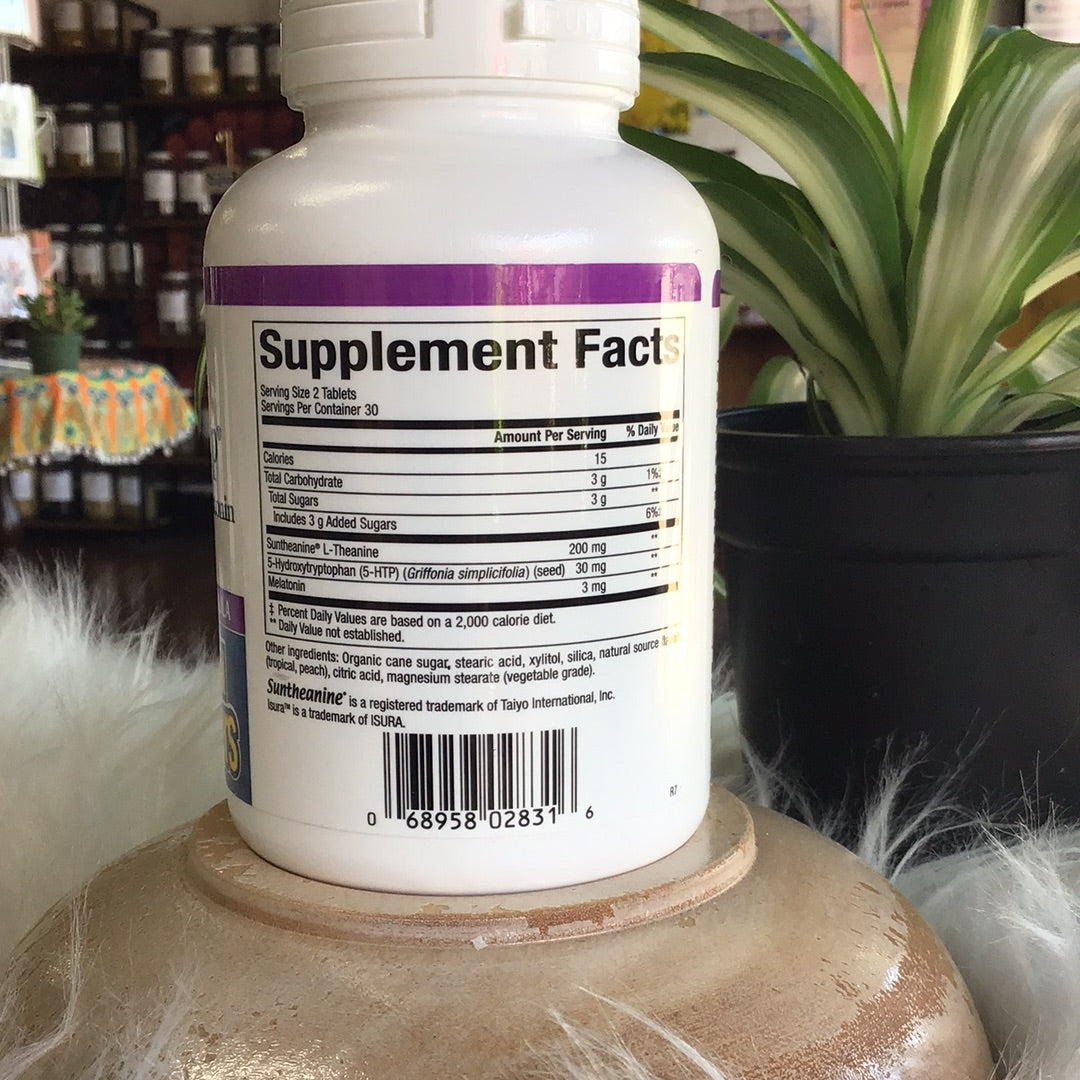 Supplement Facts
Serving Size 2 Tablets
Servings Per Container 30
Amount Per Serving % Daily
Calories 15
Total Carbohydrate 3 g 1%‡
Total Sugars 3 g **
Includes 3 g Added Sugars 6%‡
Suntheanine® L-Theanine 200 mg **
5-Hydroxytryptophan (5-HTP) (Griffonia simplicifolia) (seed) 30 mg **
Melatonin 3 mg **
‡ Percent Daily Values are based on a 2,000 calorie diet.
** Daily Value not established.
Other ingredients: Organic cane sugar, stearic acid, xylitol, silica, natural source
(tropical, peach), citric acid, magnesium stearate (vegetable grade).
Suntheanine® is a registered trademark of Taiyo International, Inc.
Isura™ is a trademark of ISURA.
R7
0 68958 02831 6